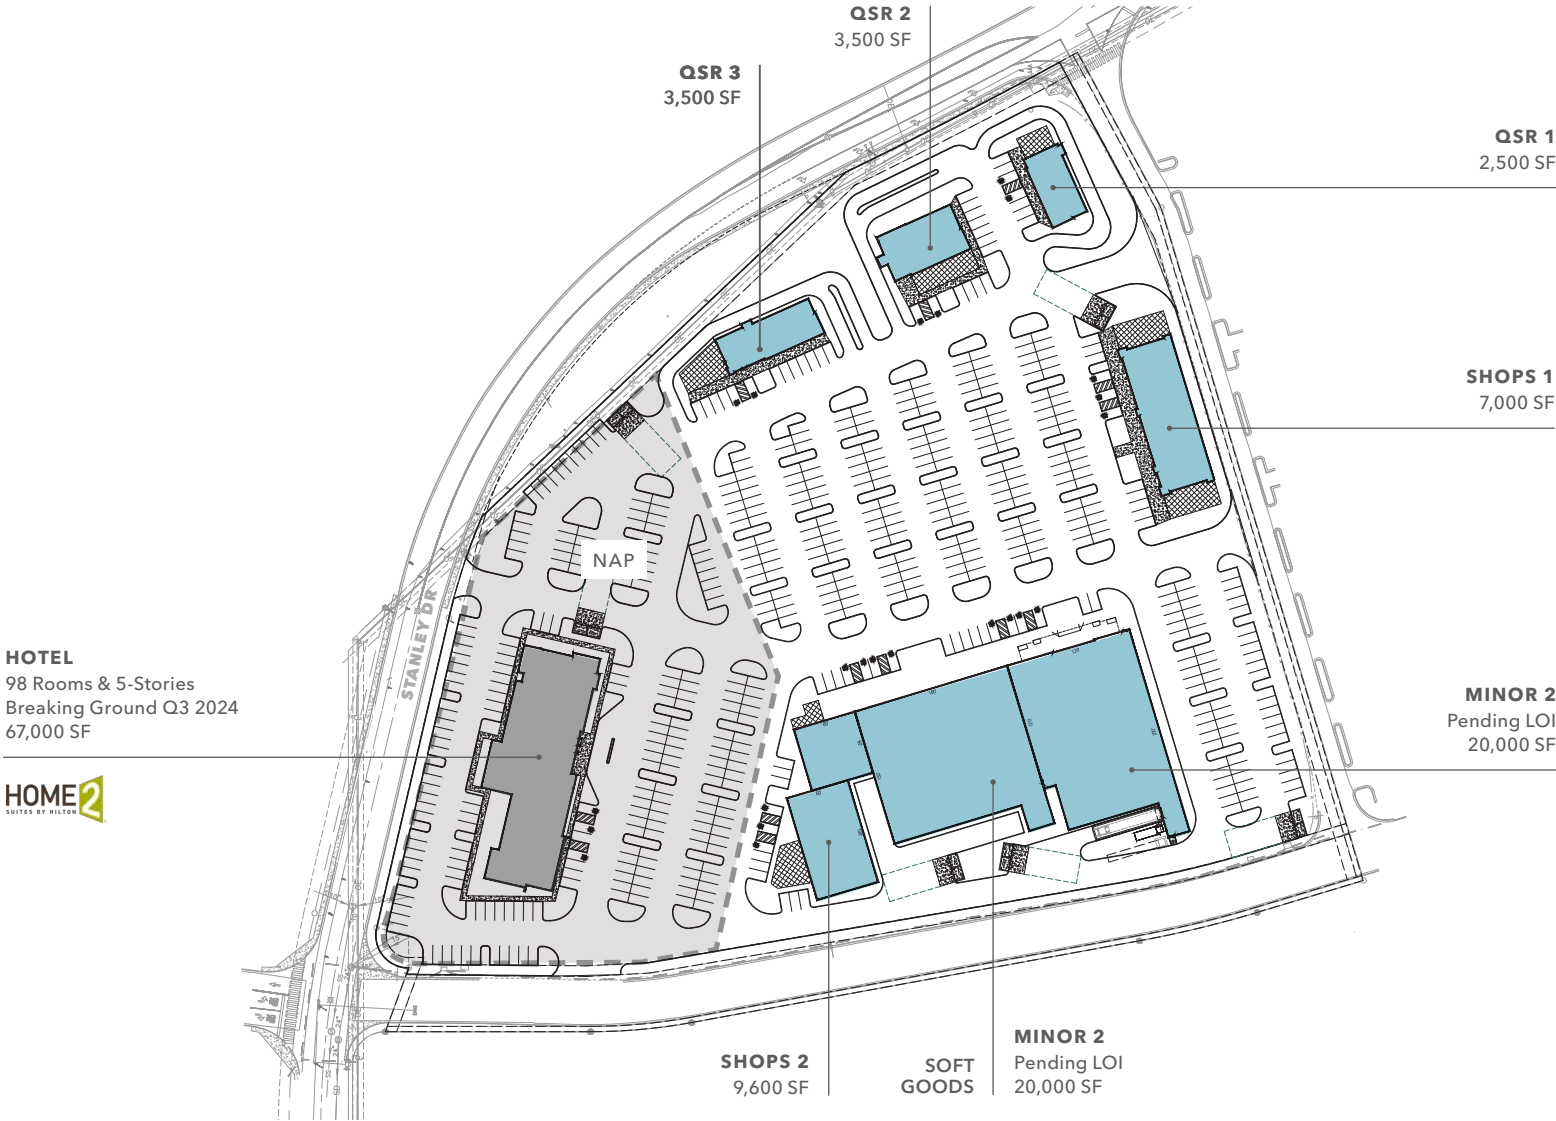 QSR 2
3,500 SF
QSR 3
3,500 SF
QSR 1
2,500 SF
SHOPS 1
7,000 SF
NAP
STANLEY DR
HOTEL
98 Rooms & 5-Stories
Breaking Ground Q3 2024
67,000 SF
HOME2
SUITES BY HILTON
MINOR 2
Pending LOI
20,000 SF
SHOPS 2
9,600 SF
SOFT
GOODS
MINOR 2
Pending LOI
20,000 SF